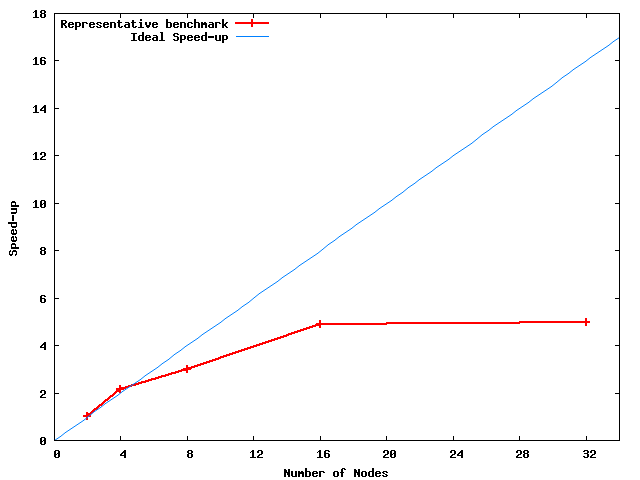 Representative benchmark
Ideal Speed-up
18
16
14
12
10
8
6
4
2
0
Speed-up
0 4 8 12 16 20 24 28 32
Number of Nodes